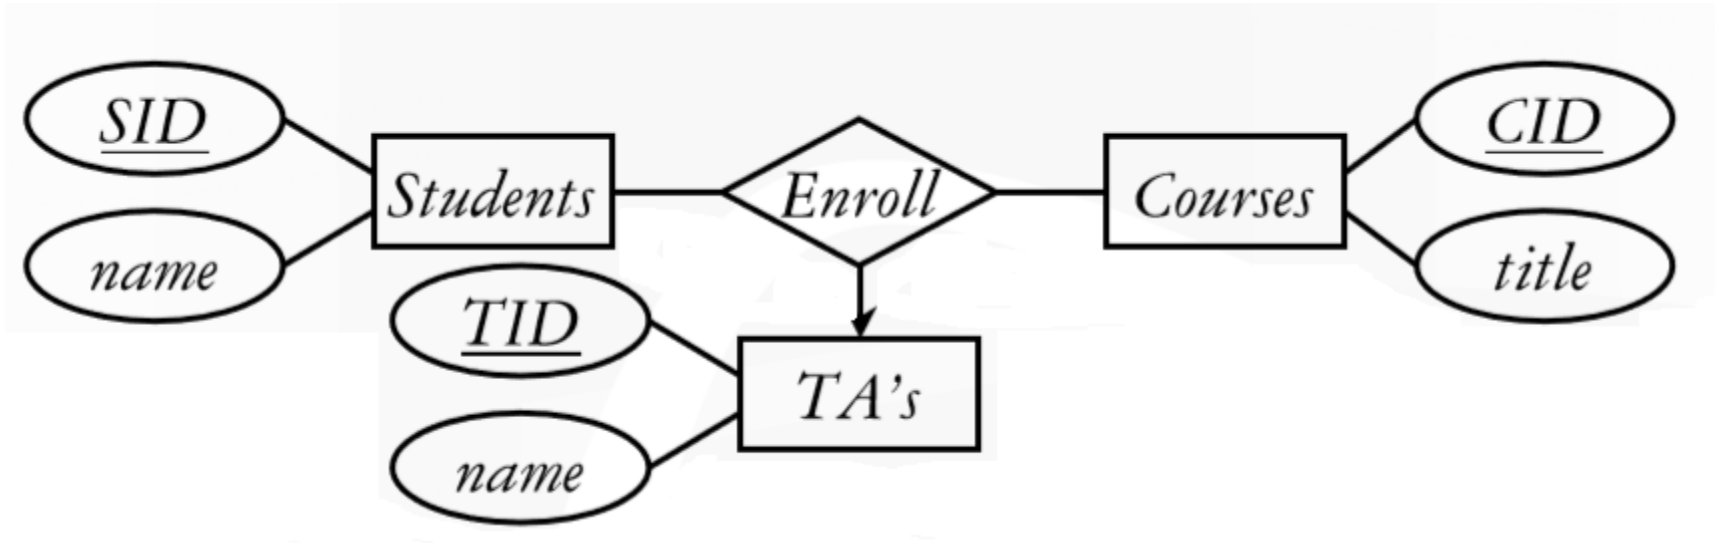 SID
name
Students
Enroll
Courses
CID
title
TID
name
TA's